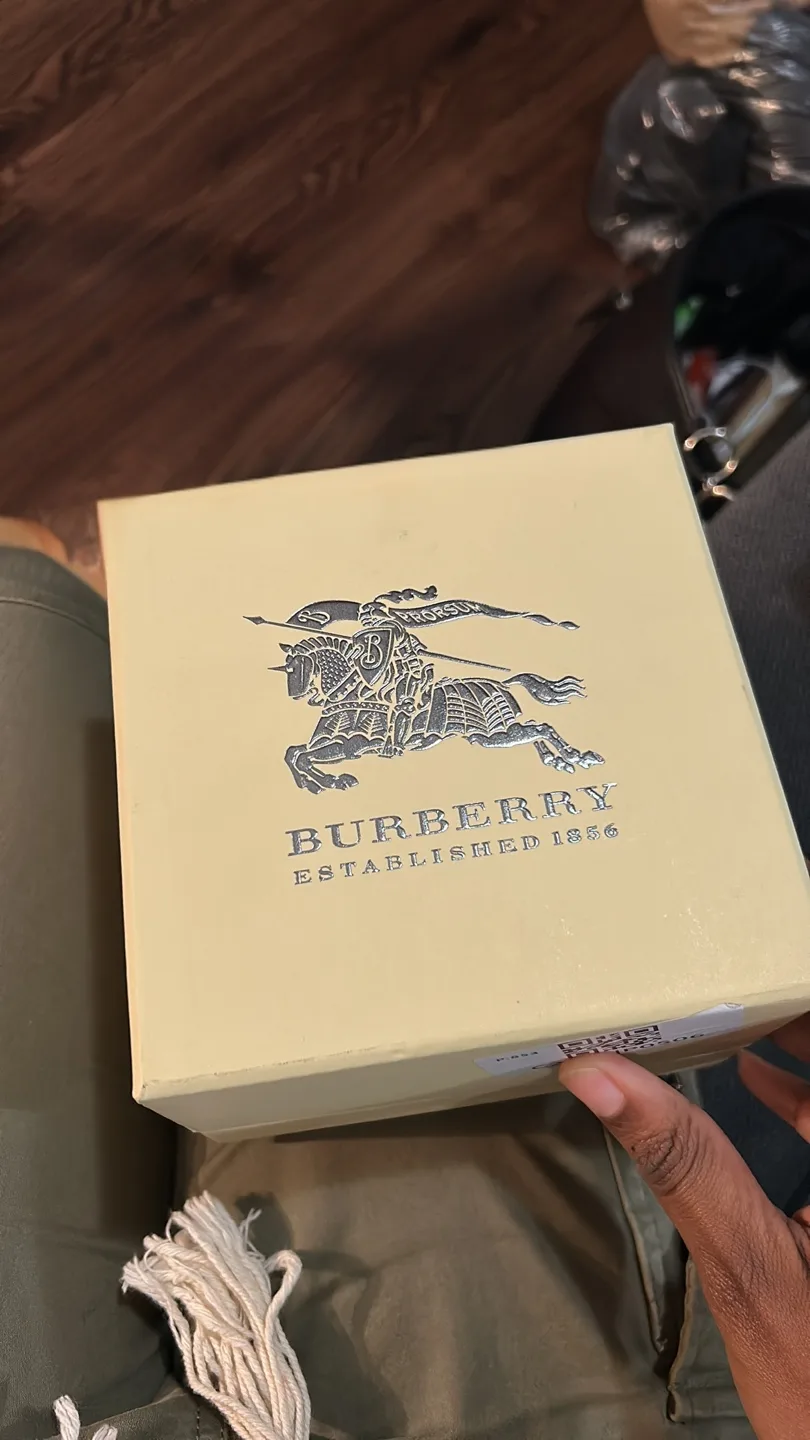 B
PRORSUM
B
BURBERRY
ESTABLISHED 1856